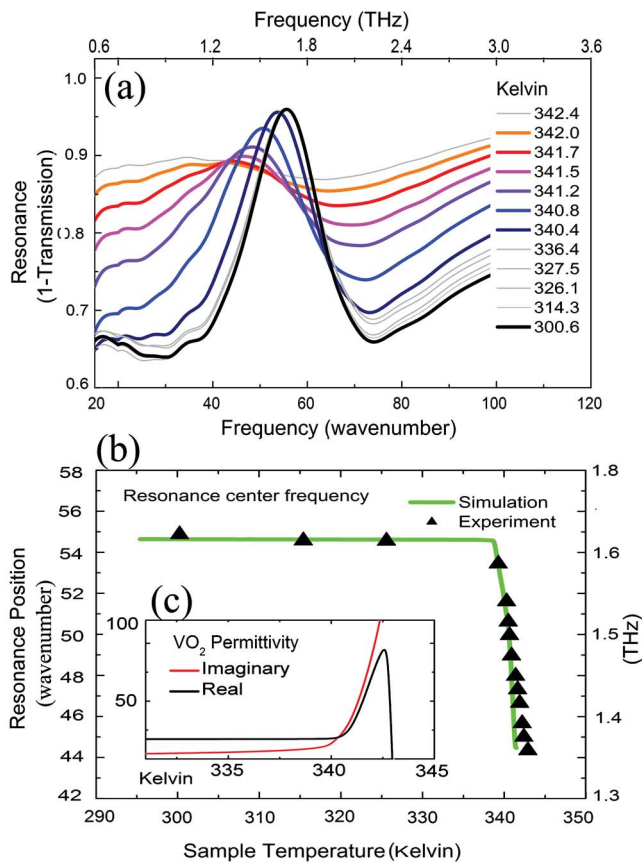 Frequency (THz)
0.6 1.2 1.8 2.4 3.0 3.6
(a)
Kelvin
342.4
342.0
341.7
341.5
341.2
340.8
340.4
336.4
327.5
326.1
314.3
300.6
Resonance
(1-Transmission)
1.0
0.9
0.8
0.7
0.6
20 40 60 80 100 120
Frequency (wavenumber)
(b)
Resonance center frequency
Simulation
Experiment
Resonance Position
(wavenumber)
58
56
54
52
50
48
46
44
42
1.8
1.6
1.5
1.4
1.3
(THz)
(c)
VO2 Permittivity
Imaginary
Real
100
50
Kelvin
335 340 345
290 300 310 320 330 340 350
Sample Temperature (Kelvin)